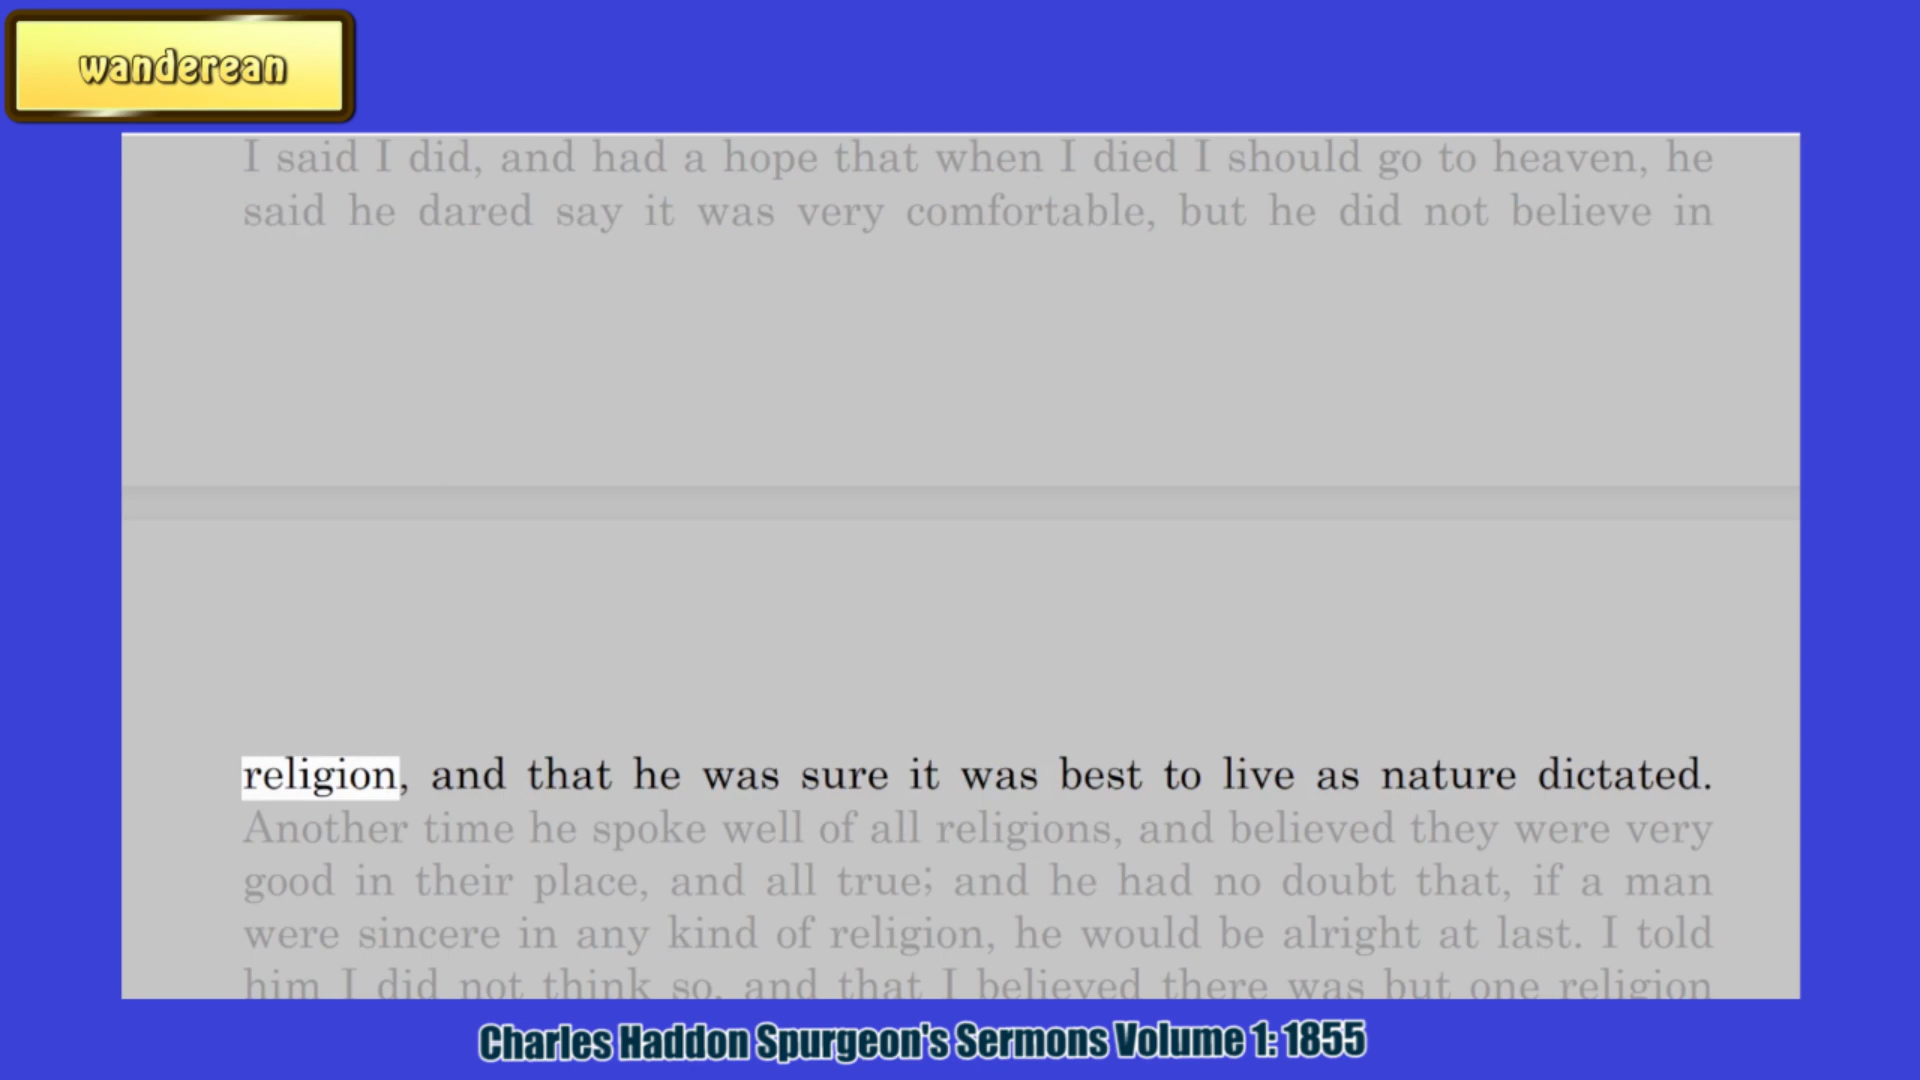 wanderean
I said I did, and had a hope that when I died I should go to heaven, he
said he dared say it was very comfortable, but he did not believe in
religion, and that he was sure it was best to live as nature dictated.
Another time he spoke well of all religions, and believed they were very
good in their place, and all true; and he had no doubt that, if a man
were sincere in any kind of religion, he would be alright at last. I told
him I did not think so, and that I believed there was but one religion
Charles Haddon Spurgeon's Sermons Volume 1: 1855